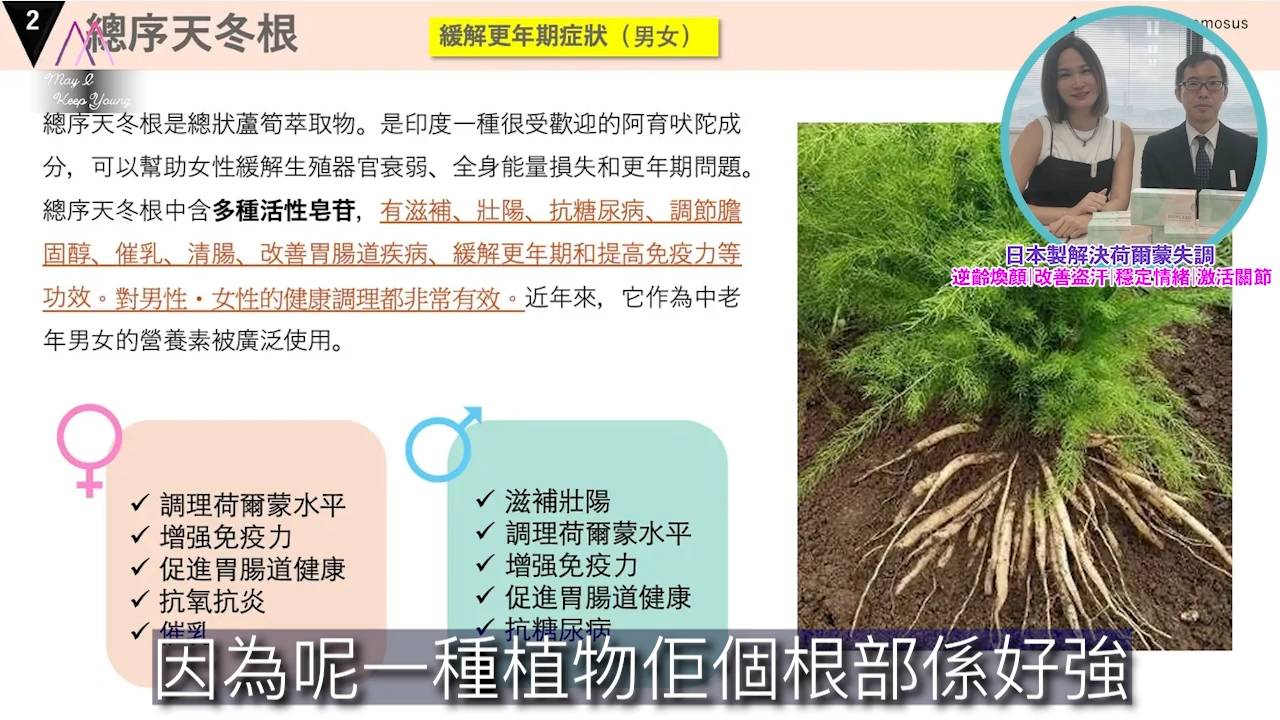 2
總序天冬根
緩解更年期症狀（男女）
mosus
May I
Keep Young
總序天冬根是總狀蘆筍萃取物。是印度一種很受歡迎的阿育吠陀成
分，可以幫助女性緩解生殖器官衰弱、全身能量損失和更年期問題。
總序天冬根中含多種活性皂苷，有滋補、壯陽、抗糖尿病、調節膽
固醇、催乳、清腸、改善胃腸道疾病、緩解更年期和提高免疫力等
功效。對男性・女性的健康調理都非常有效。近年來，它作為中老
年男女的營養素被廣泛使用。
日本製解決荷爾蒙失調
逆齡煥顏|改善盜汗|穩定情緒|激活關節
✓ 調理荷爾蒙水平
✓ 增强免疫力
✓ 促進胃腸道健康
✓ 抗氧抗炎
✓ 催乳
✓ 滋補壯陽
✓ 調理荷爾蒙水平
✓ 增强免疫力
✓ 促進胃腸道健康
✓ 抗糖尿病
因為呢一種植物佢個根部係好強